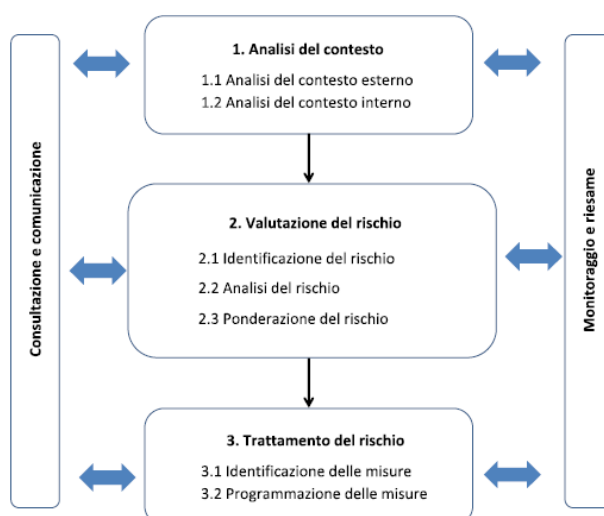 1. Analisi del contesto
1.1 Analisi del contesto esterno
1.2 Analisi del contesto interno
Consultazione e comunicazione
2. Valutazione del rischio
2.1 Identificazione del rischio
2.2 Analisi del rischio
2.3 Ponderazione del rischio
Monitoraggio e riesame
3. Trattamento del rischio
3.1 Identificazione delle misure
3.2 Programmazione delle misure